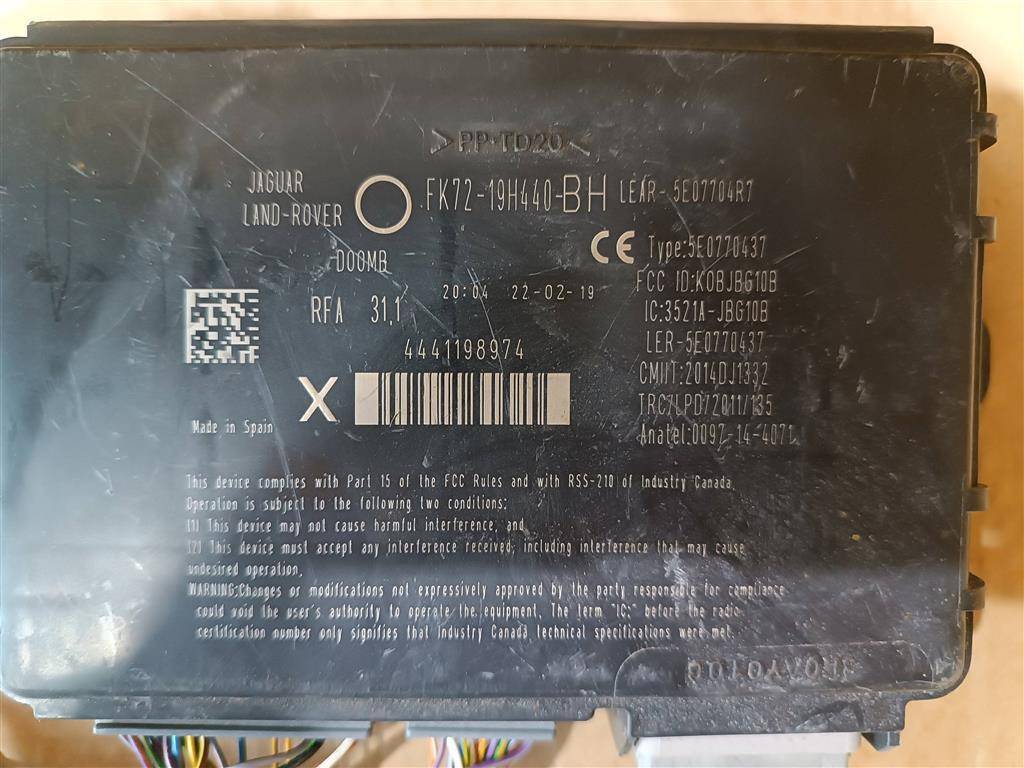 >PP-TD20<
JAGUAR
LAND-ROVER
FK72-19H440-BH LEAR-5E07704R7
D00MB
Type:5E0770437
FCC ID:KOBJBG10B
RFA 31,1
20:04 22-02-19
IC:3521A-JBG10B
LER-5E0770437
4441198974
CMIIT:2014DJ1332
X
TRC/LPD/2011/135
Made in Spain
Anatel:0097-14-4071
This device complies with Part 15 of the FCC Rules and with RSS-210 of Industry Canada.
Operation is subject to the following two conditions:
(1) This device may not cause harmful interference, and
(2) This device must accept any interference received, including interference that may cause
undesired operation.
WARNING:Changes or modifications not expressively approved by the party responsible for compliance
could void the user's authority to operate the equipment. The term "IC:" before the radio
certification number only signifies that Industry Canada technical specifications were met.